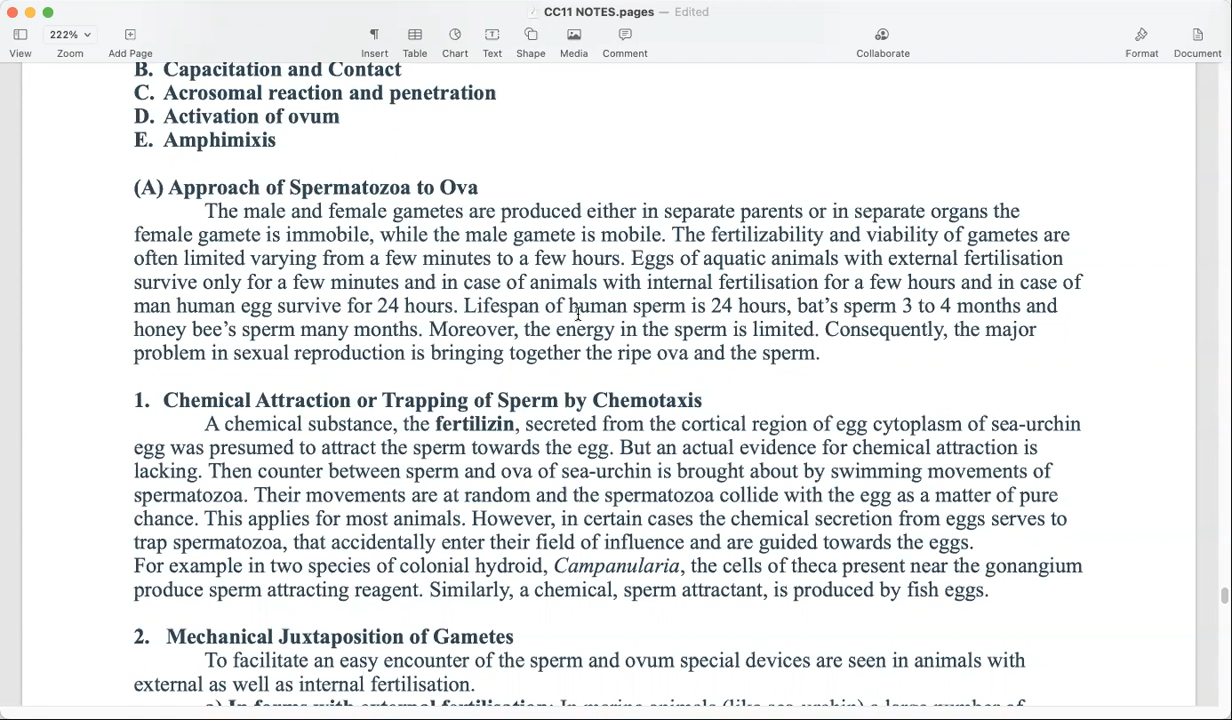 CC11 NOTES.pages — Edited
222%
View Zoom Add Page Insert Table Chart Text Shape Media Comment Collaborate Format Document
B. Capacitation and Contact
C. Acrosomal reaction and penetration
D. Activation of ovum
E. Amphimixis
(A) Approach of Spermatozoa to Ova
The male and female gametes are produced either in separate parents or in separate organs the
female gamete is immobile, while the male gamete is mobile. The fertilizability and viability of gametes are
often limited varying from a few minutes to a few hours. Eggs of aquatic animals with external fertilisation
survive only for a few minutes and in case of animals with internal fertilisation for a few hours and in case of
man human egg survive for 24 hours. Lifespan of human sperm is 24 hours, bat’s sperm 3 to 4 months and
honey bee’s sperm many months. Moreover, the energy in the sperm is limited. Consequently, the major
problem in sexual reproduction is bringing together the ripe ova and the sperm.
1. Chemical Attraction or Trapping of Sperm by Chemotaxis
A chemical substance, the fertilizin, secreted from the cortical region of egg cytoplasm of sea-urchin
egg was presumed to attract the sperm towards the egg. But an actual evidence for chemical attraction is
lacking. Then counter between sperm and ova of sea-urchin is brought about by swimming movements of
spermatozoa. Their movements are at random and the spermatozoa collide with the egg as a matter of pure
chance. This applies for most animals. However, in certain cases the chemical secretion from eggs serves to
trap spermatozoa, that accidentally enter their field of influence and are guided towards the eggs.
For example in two species of colonial hydroid, Campanularia, the cells of theca present near the gonangium
produce sperm attracting reagent. Similarly, a chemical, sperm attractant, is produced by fish eggs.
2. Mechanical Juxtaposition of Gametes
To facilitate an easy encounter of the sperm and ovum special devices are seen in animals with
external as well as internal fertilisation.
a) In forms with external fertilisation: In marine animals (like sea-urchin) a large number of